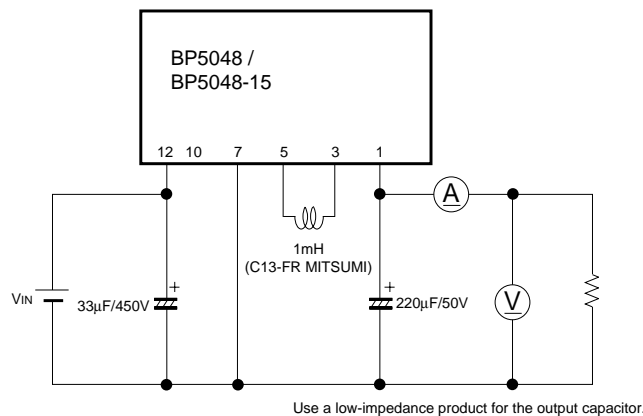 BP5048 /
BP5048-15
12 10 7 5 3 1
A
1mH
(C13-FR MITSUMI)
+
+
VIN
33µF/450V
220µF/50V
V
Use a low-impedance product for the output capacitor.